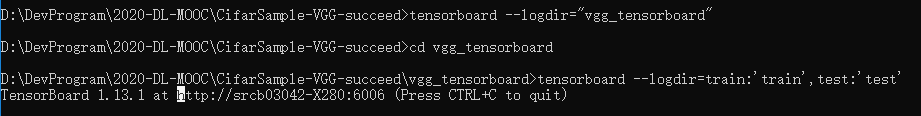 D:\DevProgram\2020-DL-MOOC\CifarSample-VGG-succeed>tensorboard --logdir="vgg_tensorboard"
D:\DevProgram\2020-DL-MOOC\CifarSample-VGG-succeed>cd vgg_tensorboard
D:\DevProgram\2020-DL-MOOC\CifarSample-VGG-succeed\vgg_tensorboard>tensorboard --logdir=train:'train',test:'test'
TensorBoard 1.13.1 at http://srcb03042-X280:6006 (Press CTRL+C to quit)